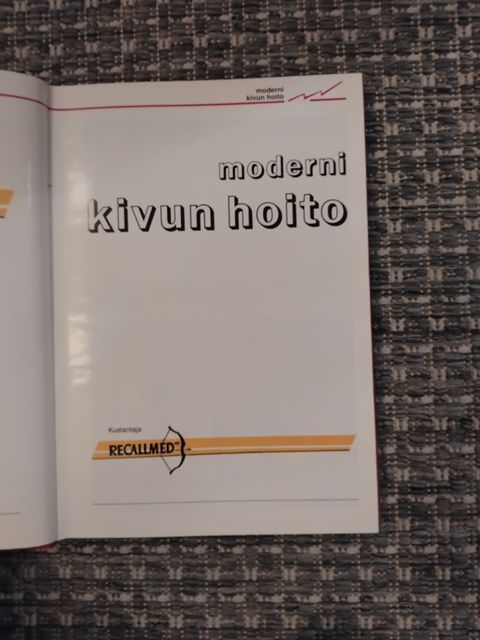 moderni
kivun hoito
moderni
kivun hoito
Kustantaja
RECALLMED